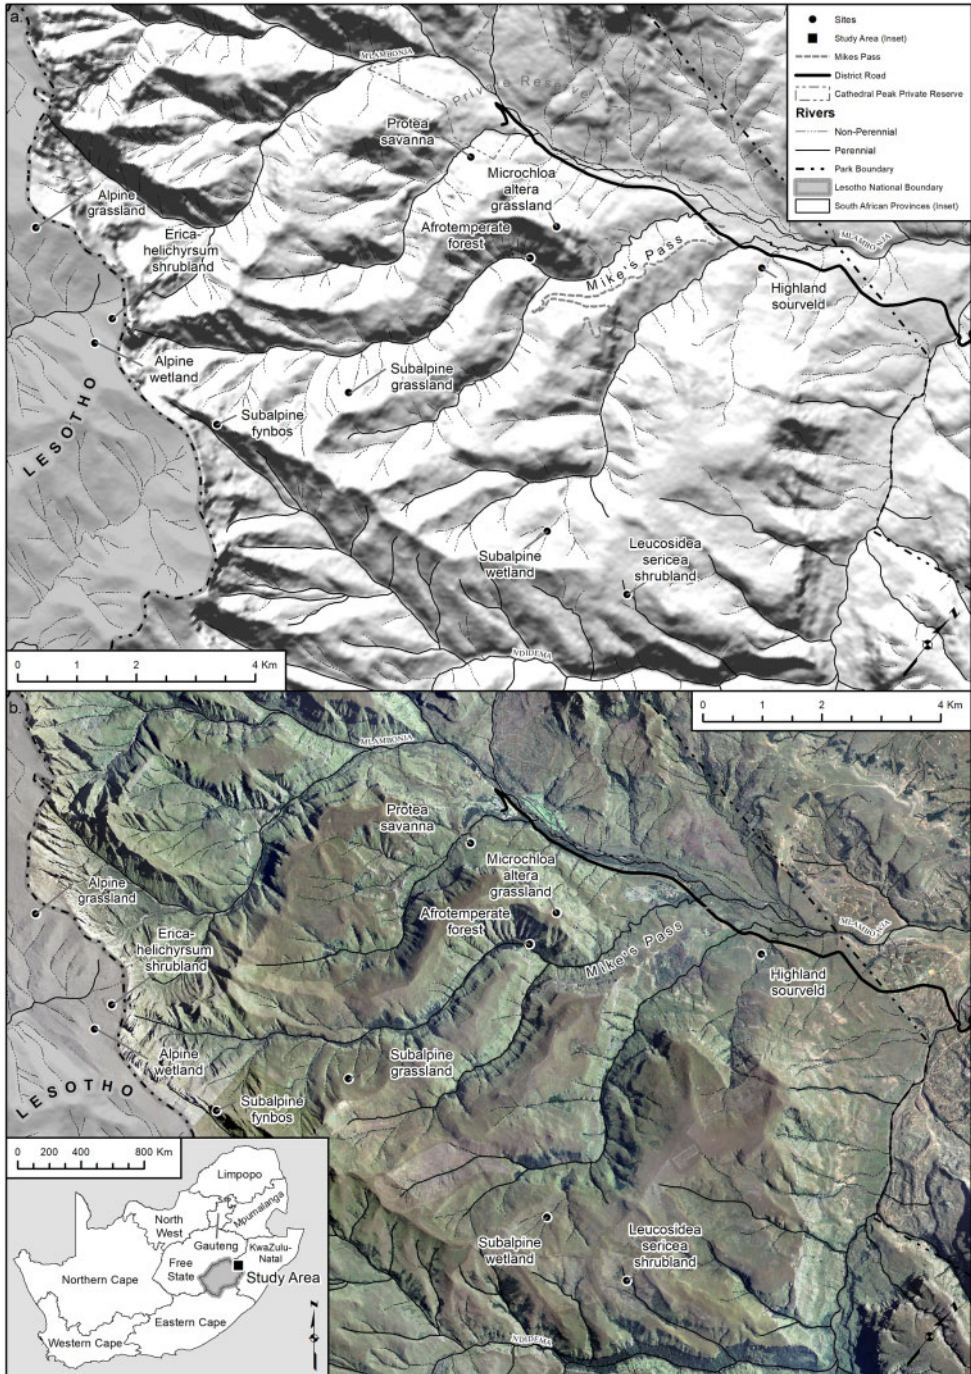 a.
MLAMBONJA
Private Reserve
Protea
savanna
Microchloa
altera
grassland
Alpine
grassland
Afrotemperate
forest
Erica-
helichyrsum
shrubland
Mike's Pass
MLAMBONJA
Highland
sourveld
Alpine
wetland
Subalpine
grassland
LESOTHO
Subalpine
fynbos
Subalpine
wetland
Leucosidea
sericea
shrubland
NDIDEMA
N
0 1 2 4 Km
Sites
Study Area (Inset)
Mikes Pass
District Road
Cathedral Peak Private Reserve
Rivers
Non-Perennial
Perennial
Park Boundary
Lesotho National Boundary
South African Provinces (Inset)
b.
0 1 2 4 Km
MLAMBONJA
Protea
savanna
Microchloa
altera
grassland
Alpine
grassland
Afrotemperate
forest
Erica-
helichyrsum
shrubland
Mike's Pass
MLAMBONJA
Highland
sourveld
Alpine
wetland
Subalpine
grassland
LESOTHO
Subalpine
fynbos
Subalpine
wetland
Leucosidea
sericea
shrubland
NDIDEMA
N
0 200 400 800 Km
Limpopo
Mpumalanga
North
West
Gauteng
KwaZulu-
Natal
Free
State
Study Area
Northern Cape
Eastern Cape
Western Cape
N